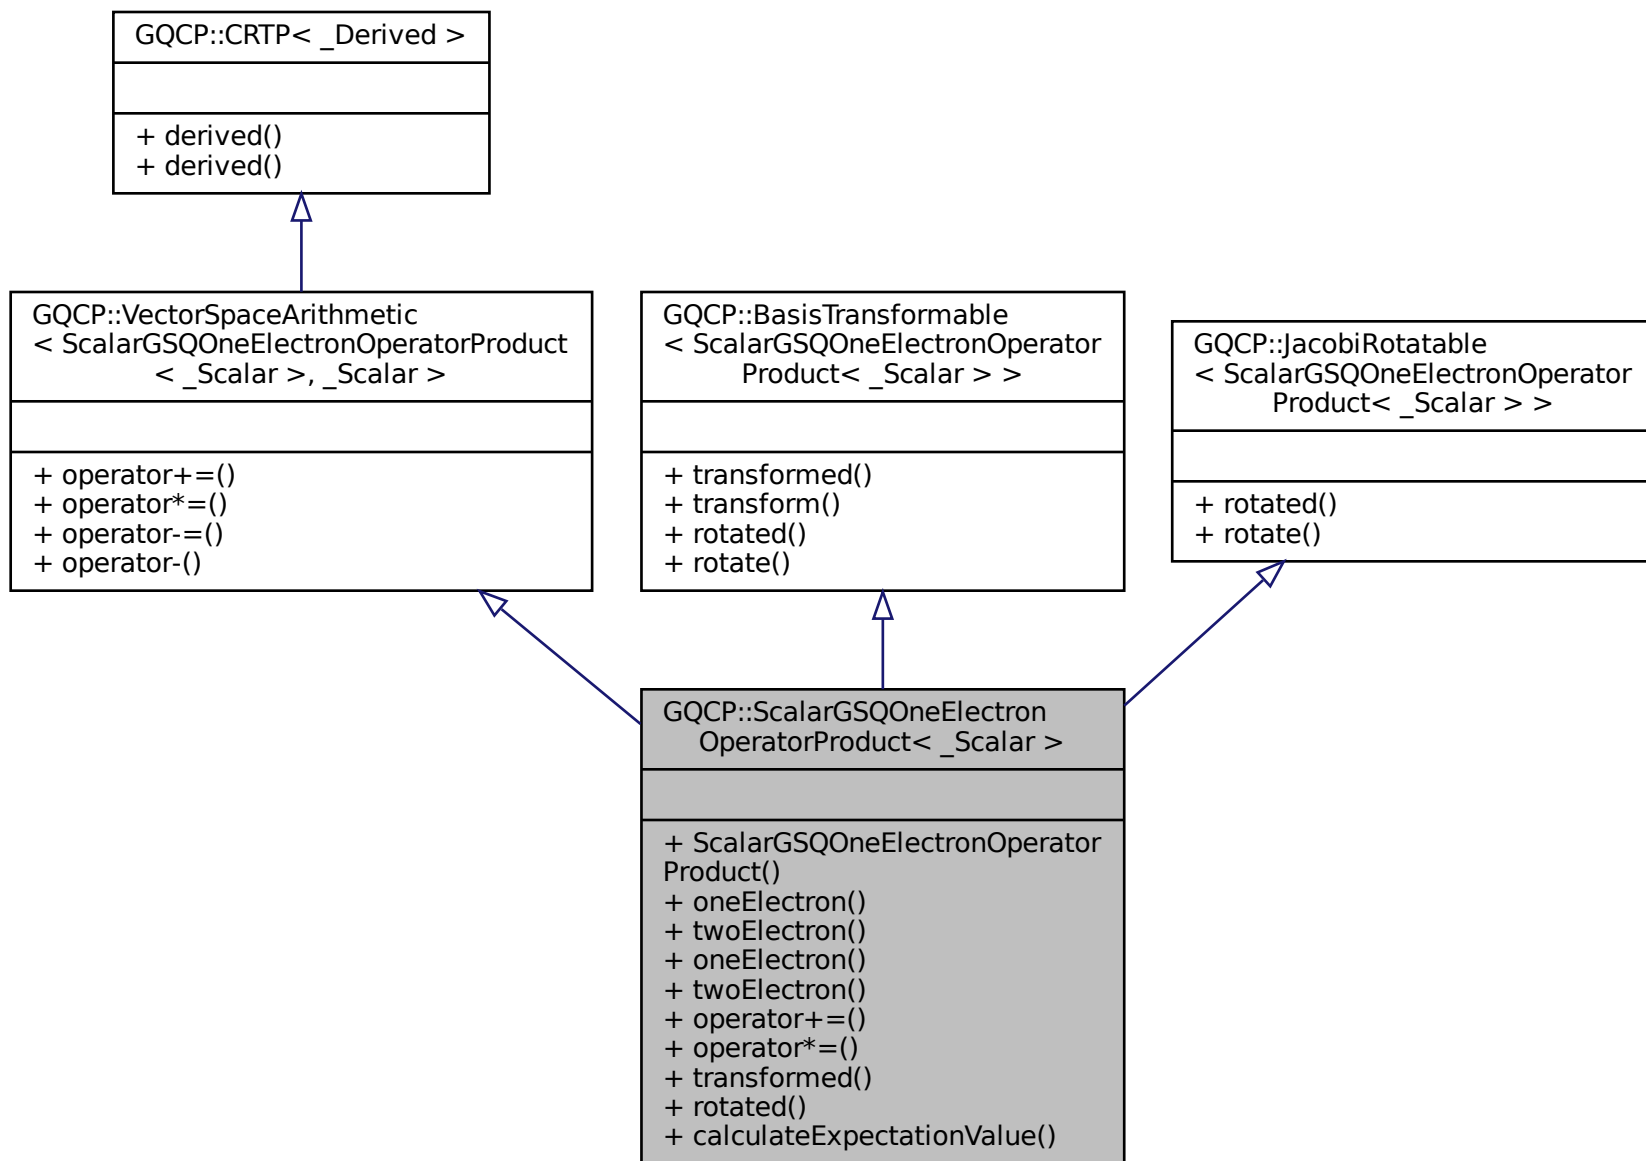 GQCP::CRTP< _Derived >
+ derived()
+ derived()
GQCP::VectorSpaceArithmetic
< ScalarGSQOneElectronOperatorProduct
< _Scalar >, _Scalar >
+ operator+=()
+ operator*=()
+ operator-=()
+ operator-()
GQCP::BasisTransformable
< ScalarGSQOneElectronOperator
Product< _Scalar > >
+ transformed()
+ transform()
+ rotated()
+ rotate()
GQCP::JacobiRotatable
< ScalarGSQOneElectronOperator
Product< _Scalar > >
+ rotated()
+ rotate()
GQCP::ScalarGSQOneElectron
OperatorProduct< _Scalar >
+ ScalarGSQOneElectronOperator
Product()
+ oneElectron()
+ twoElectron()
+ oneElectron()
+ twoElectron()
+ operator+=()
+ operator*=()
+ transformed()
+ rotated()
+ calculateExpectationValue()